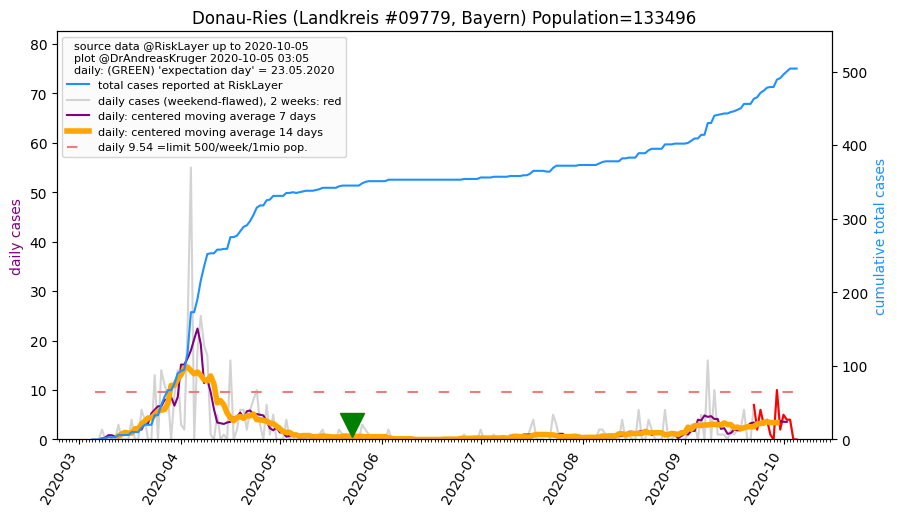 Donau-Ries (Landkreis #09779, Bayern) Population=133496
source data @RiskLayer up to 2020-10-05
plot @DrAndreasKruger 2020-10-05 03:05
daily: (GREEN) 'expectation day' = 23.05.2020
total cases reported at RiskLayer
daily cases (weekend-flawed), 2 weeks: red
daily: centered moving average 7 days
daily: centered moving average 14 days
daily 9.54 =limit 500/week/1mio pop.
daily cases
80
70
60
50
40
30
20
10
0
cumulative total cases
500
400
300
200
100
0
2020-03
2020-04
2020-05
2020-06
2020-07
2020-08
2020-09
2020-10